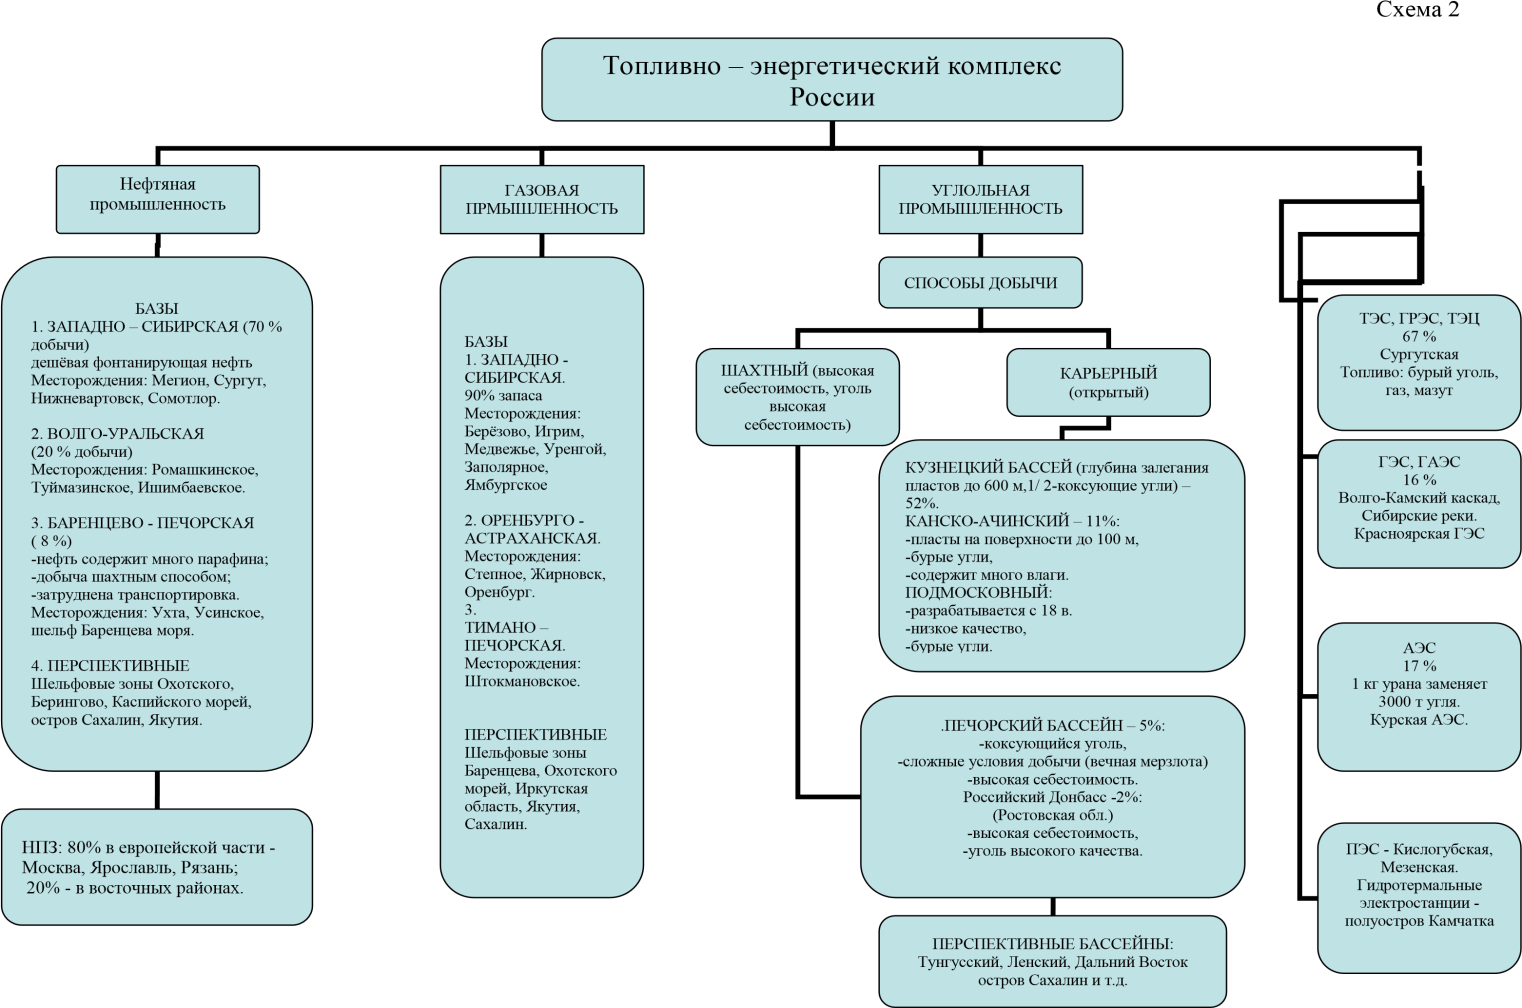 Схема 2
Топливно – энергетический комплекс
России
Нефтяная
промышленность
БАЗЫ
1. ЗАПАДНО – СИБИРСКАЯ (70 %
добычи)
дешёвая фонтанирующая нефть
Месторождения: Мегион, Сургут,
Нижневартовск, Сомотлор.
2. ВОЛГО-УРАЛЬСКАЯ
(20 % добычи)
Месторождения: Ромашкинское,
Туймазинское, Ишимбаевское.
3. БАРЕНЦЕВО - ПЕЧОРСКАЯ
( 8 %)
-нефть содержит много парафина;
-добыча шахтным способом;
-затруднена транспортировка.
Месторождения: Ухта, Усинское,
шельф Баренцева моря.
4. ПЕРСПЕКТИВНЫЕ
Шельфовые зоны Охотского,
Берингово, Каспийского морей,
остров Сахалин, Якутия.
НПЗ: 80% в европейской части -
Москва, Ярославль, Рязань;
20% - в восточных районах.
ГАЗОВАЯ
ПРМЫШЛЕННОСТЬ
БАЗЫ
1. ЗАПАДНО -
СИБИРСКАЯ.
90% запаса
Месторождения:
Берёзово, Игрим,
Медвежье, Уренгой,
Заполярное,
Ямбургское
2. ОРЕНБУРГО -
АСТРАХАНСКАЯ.
Месторождения:
Степное, Жирновск,
Оренбург.
3.
ТИМАНО –
ПЕЧОРСКАЯ.
Месторождения:
Штокмановское.
ПЕРСПЕКТИВНЫЕ
Шельфовые зоны
Баренцева, Охотского
морей, Иркутская
область, Якутия,
Сахалин.
УГЛОЛЬНАЯ
ПРОМЫШЛЕННОСТЬ
СПОСОБЫ ДОБЫЧИ
ШАХТНЫЙ (высокая
себестоимость, уголь
высокая
себестоимость)
КАРЬЕРНЫЙ
(открытый)
КУЗНЕЦКИЙ БАССЕЙ (глубина залегания
пластов до 600 м,1/ 2-коксующие угли) –
52%.
КАНСКО-АЧИНСКИЙ – 11%:
-пласты на поверхности до 100 м,
-бурые угли,
-содержит много влаги.
ПОДМОСКОВНЫЙ:
-разрабатывается с 18 в.
-низкое качество,
-бурые угли.
.ПЕЧОРСКИЙ БАССЕЙН – 5%:
-коксующийся уголь,
-сложные условия добычи (вечная мерзлота)
-высокая себестоимость.
Российский Донбасс -2%:
(Ростовская обл.)
-высокая себестоимость,
-уголь высокого качества.
ПЕРСПЕКТИВНЫЕ БАССЕЙНЫ:
Тунгусский, Ленский, Дальний Восток
остров Сахалин и т.д.
ТЭС, ГРЭС, ТЭЦ
67 %
Сургутская
Топливо: бурый уголь,
газ, мазут
ГЭС, ГАЭС
16 %
Волго-Камский каскад,
Сибирские реки.
Красноярская ГЭС
АЭС
17 %
1 кг урана заменяет
3000 т угля.
Курская АЭС.
ПЭС - Кислогубская,
Мезенская.
Гидротермальные
электростанции -
полуостров Камчатка